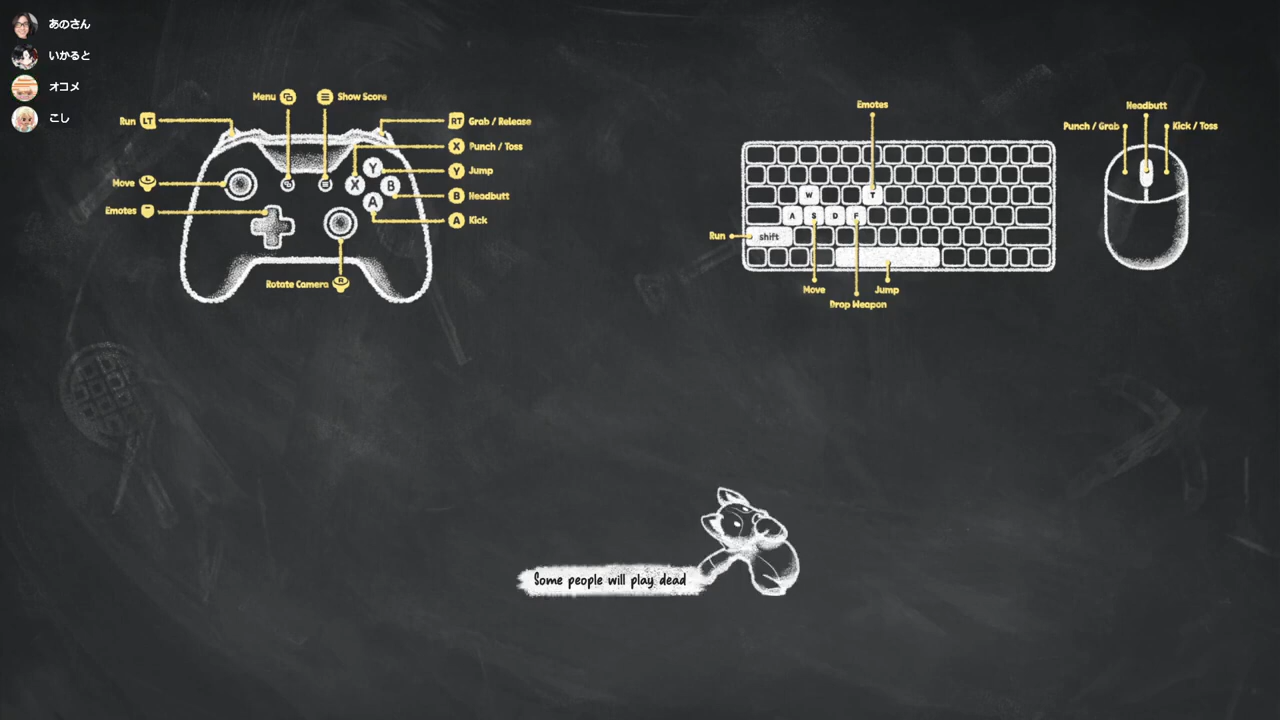 あのさん
いかると
オコメ
こし
Menu
Show Score
Run LT
RT Grab / Release
X Punch / Toss
Y Jump
B Headbutt
A Kick
Move L
Emotes
Y
X
B
A
Rotate Camera R
Emotes
W
T
A
S
D
F
Run
shift
Move
Jump
Drop Weapon
Headbutt
Punch / Grab
Kick / Toss
Some people will play dead